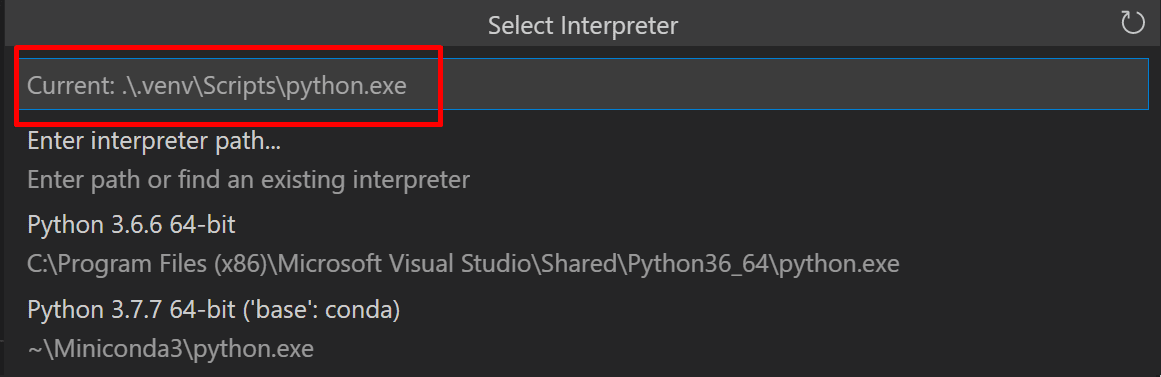 Select Interpreter
Current: .\.venv\Scripts\python.exe
Enter interpreter path...
Enter path or find an existing interpreter
Python 3.6.6 64-bit
C:\Program Files (x86)\Microsoft Visual Studio\Shared\Python36_64\python.exe
Python 3.7.7 64-bit ('base': conda)
~\Miniconda3\python.exe